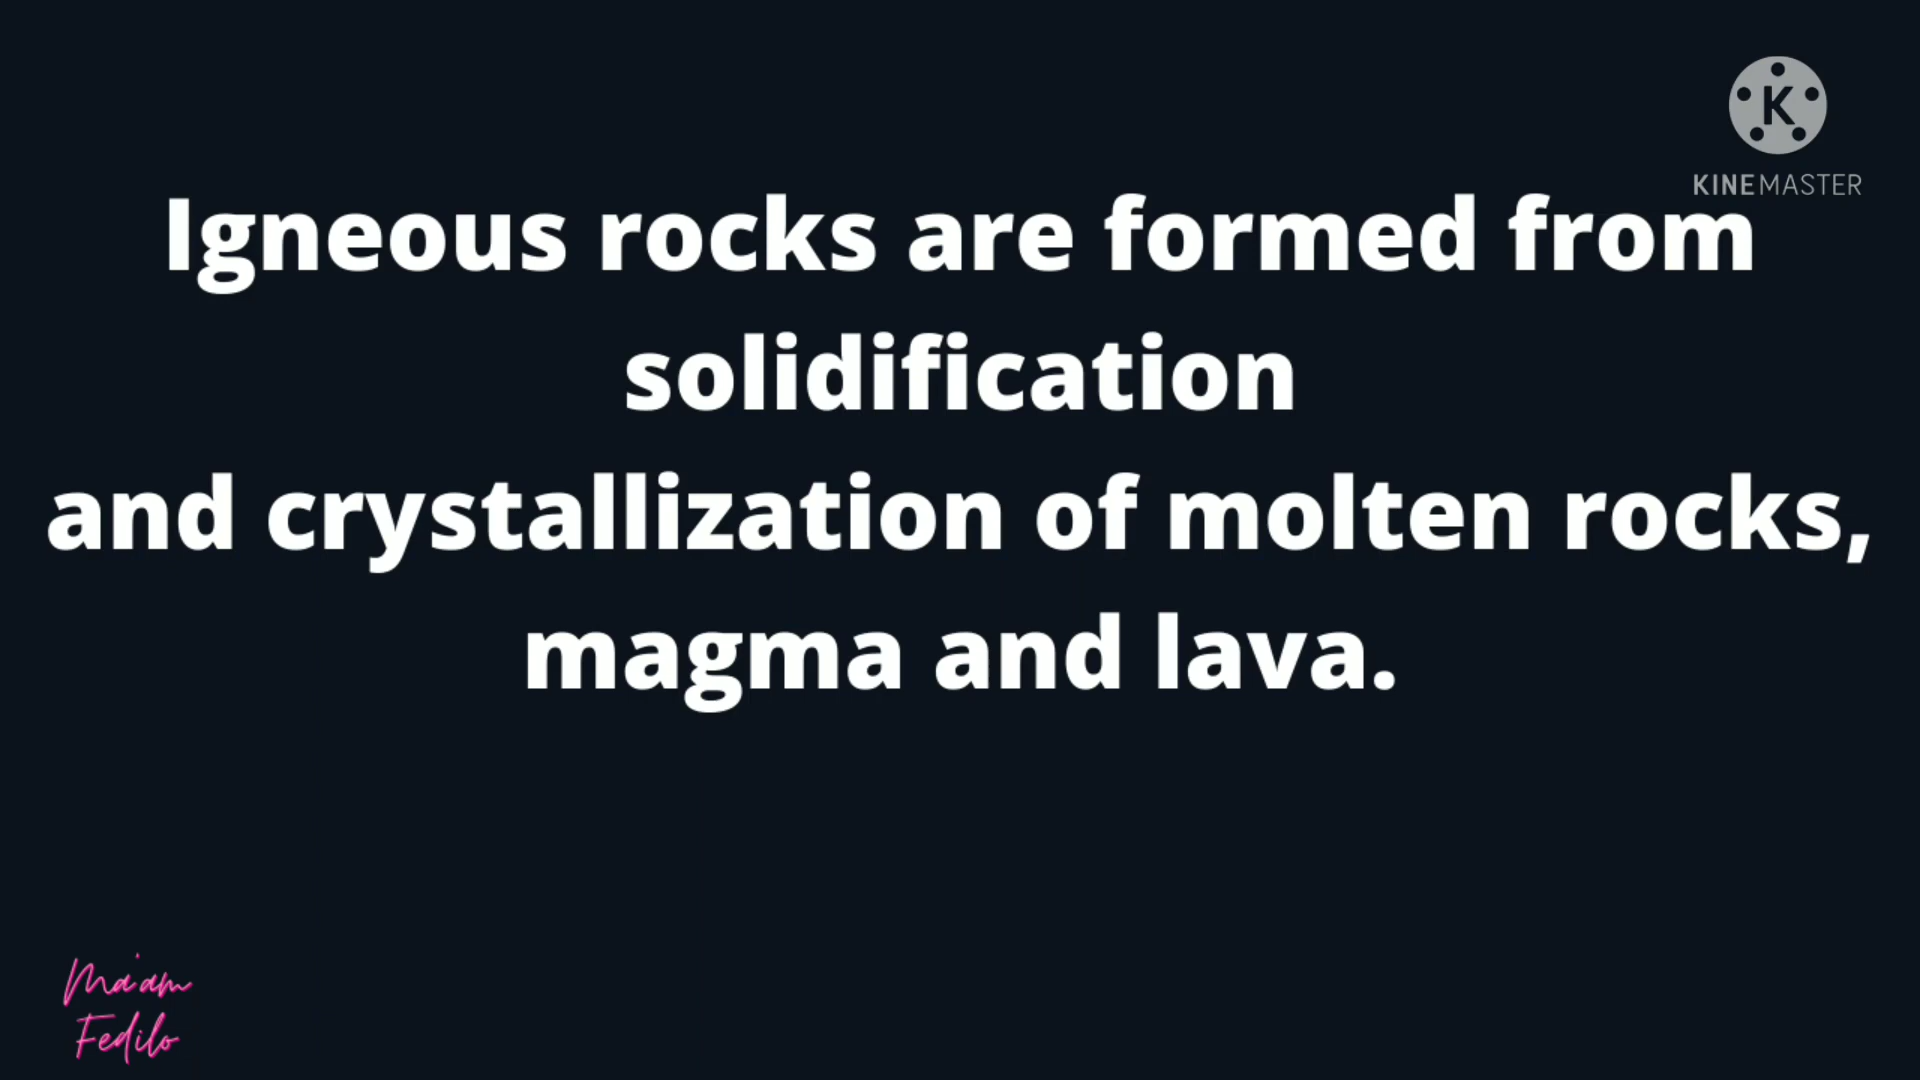 K
KINEMASTER
Igneous rocks are formed from
solidification
and crystallization of molten rocks,
magma and lava.
Ma'am
Fedilo